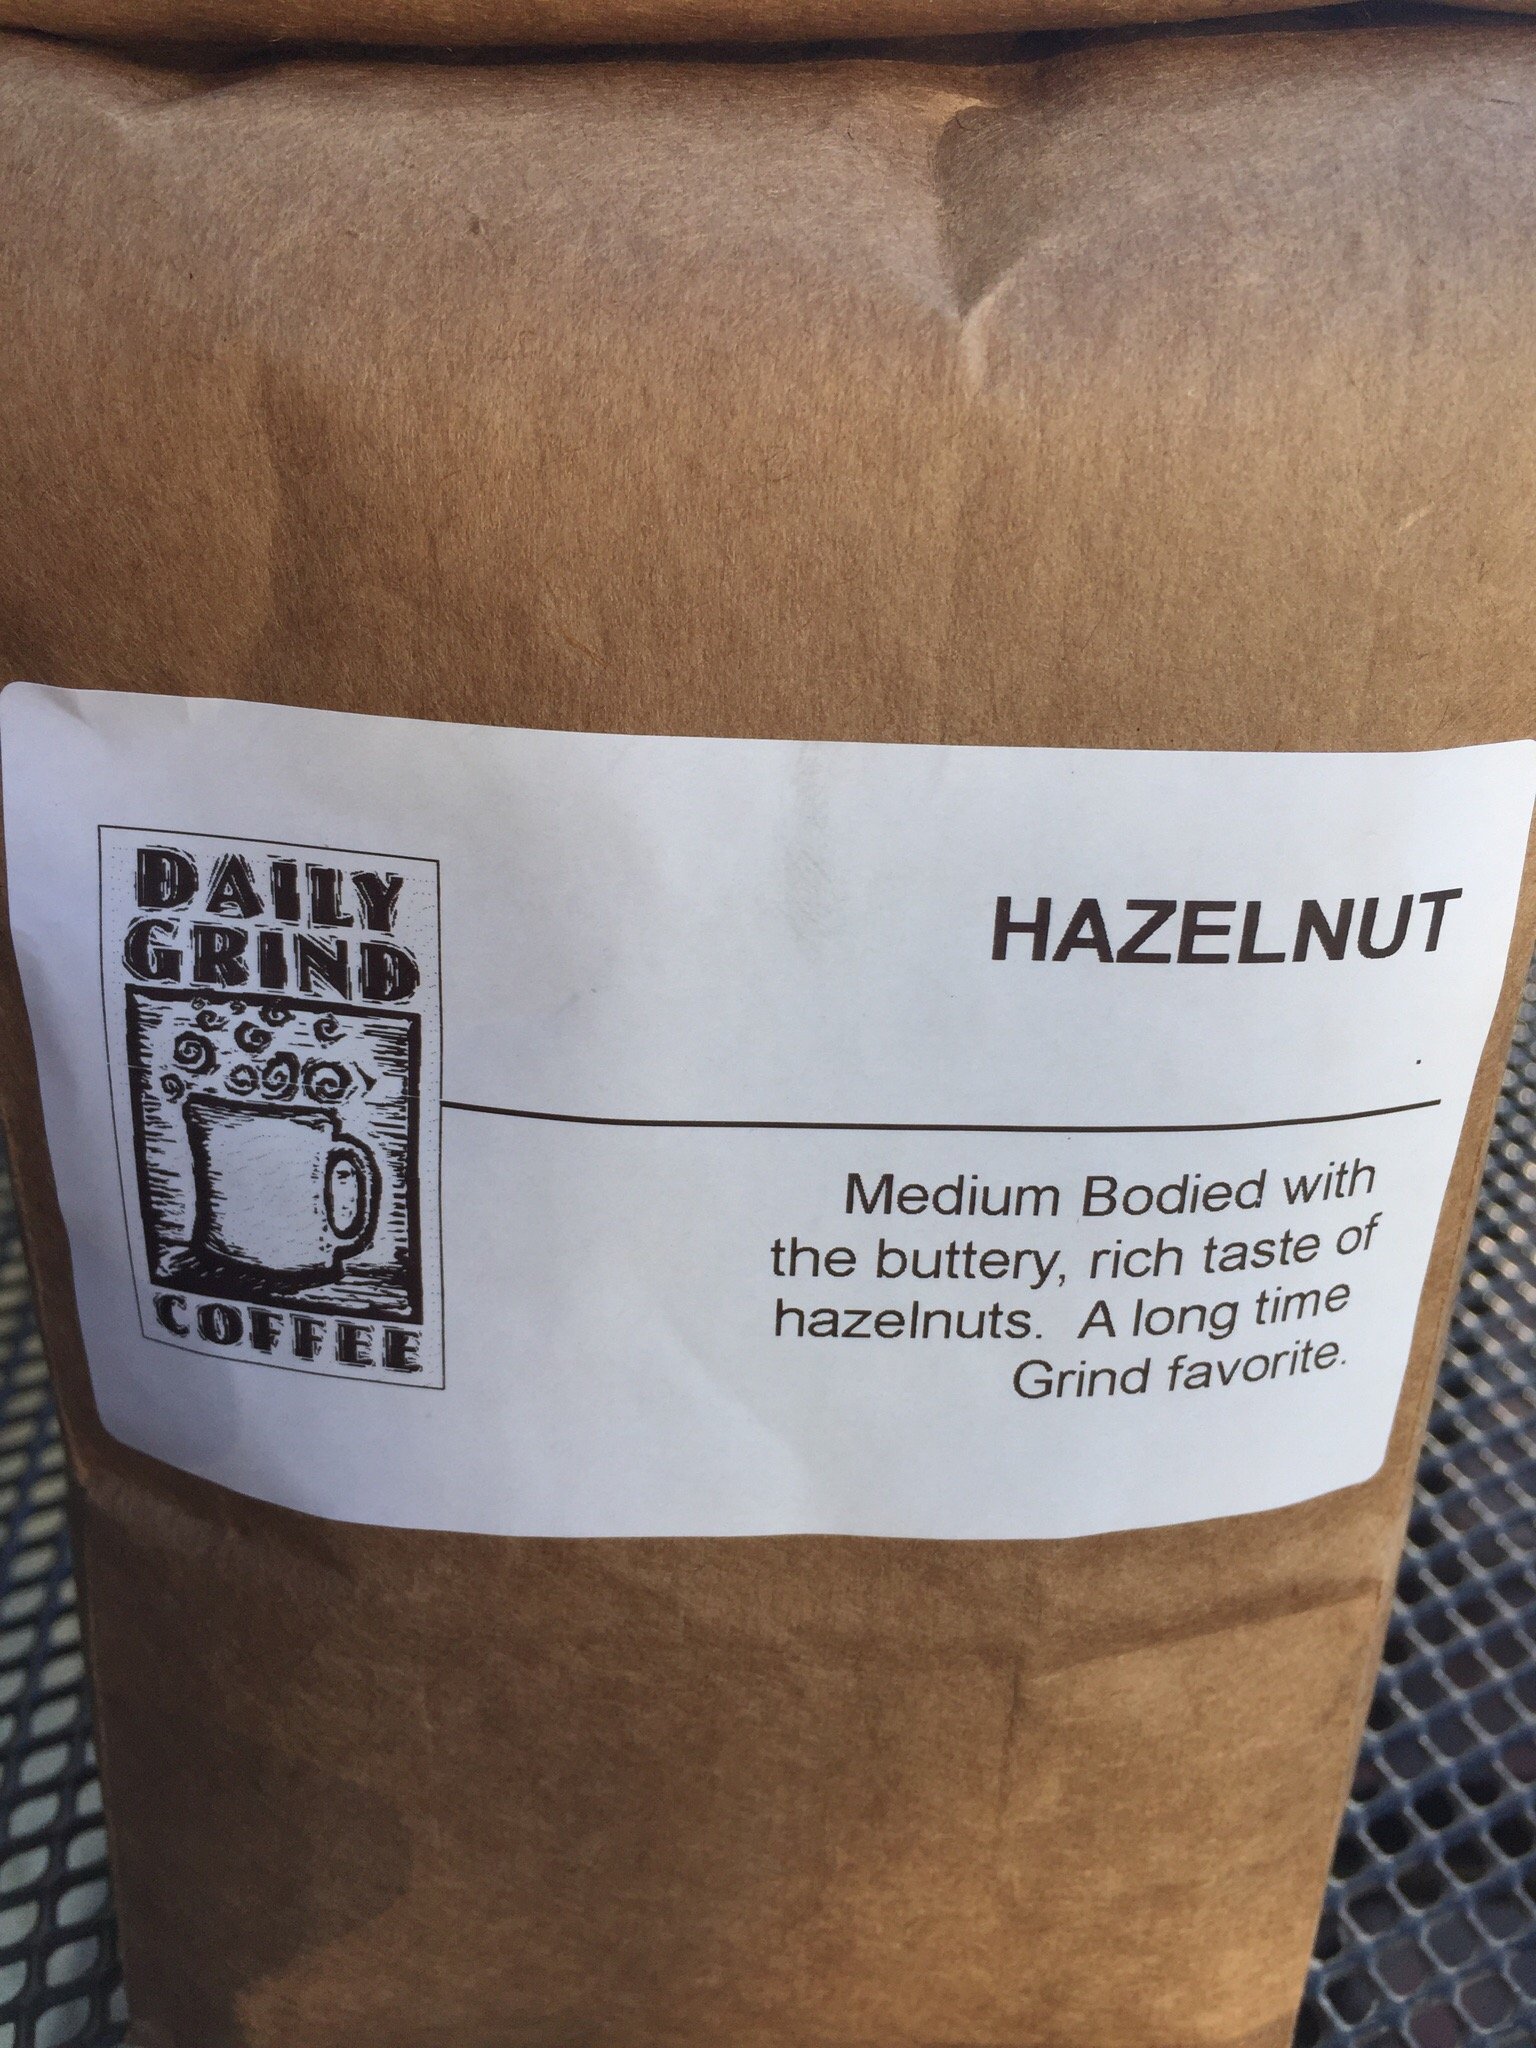 DAILY
GRIND
COFFEE
HAZELNUT
Medium Bodied with
the buttery, rich taste of
hazelnuts. A long time
Grind favorite.